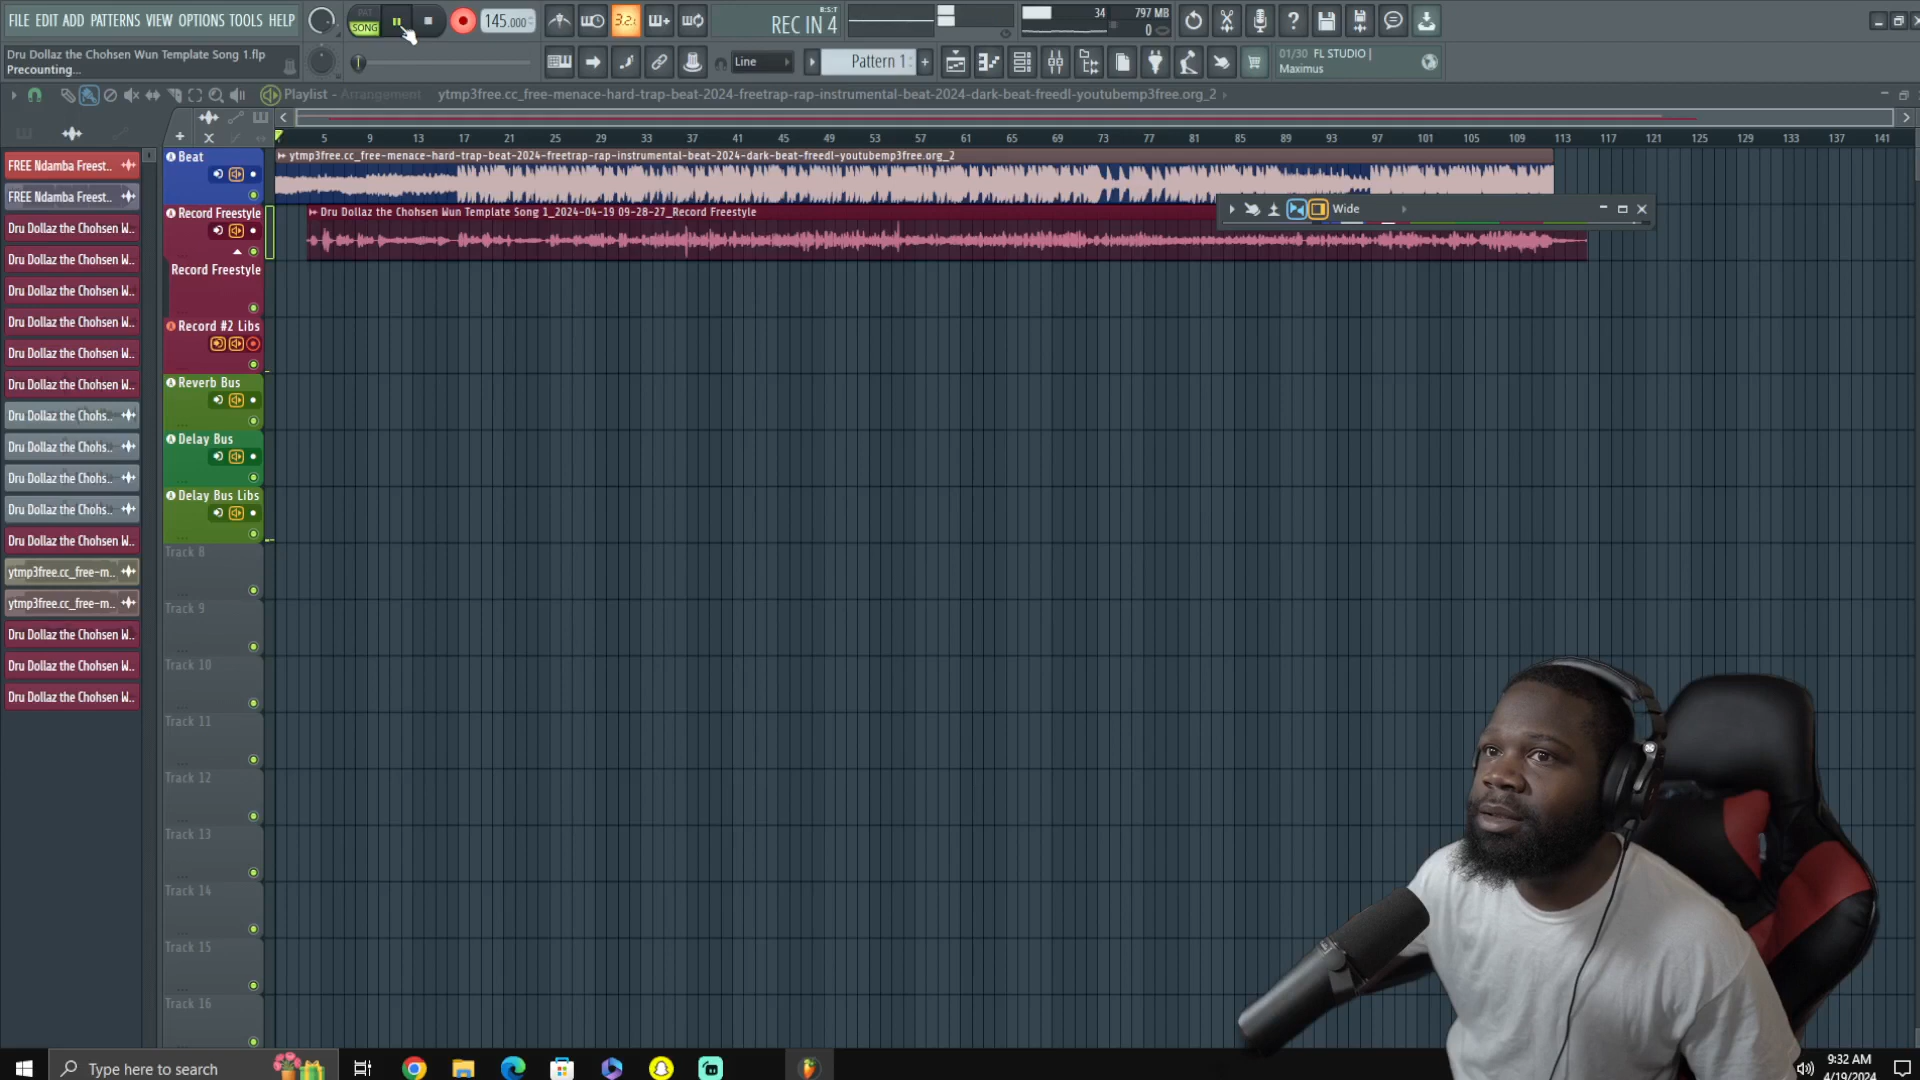 FILE EDIT ADD PATTERNS VIEW OPTIONS TOOLS HELP
PAT
SONG
145.000
3.2.
B:S:T
REC IN 4
34
797 MB
0
Dru Dollaz the Chohsen Wun Template Song 1.flp
Precounting...
Line
Pattern 1
01/30 FL STUDIO |
Maximus
Playlist - Arrangement
ytmp3free.cc_free-menace-hard-trap-beat-2024-freetrap-rap-instrumental-beat-2024-dark-beat-freedl-youtubemp3free.org_2
5 9 13 17 21 25 29 33 37 41 45 49 53 57 61 65 69 73 77 81 85 89 93 97 101 105 109 113 117 121 125 129 133 137 141
FREE Ndamba Freest..
FREE Ndamba Freest..
Dru Dollaz the Chohsen W..
Dru Dollaz the Chohsen W..
Dru Dollaz the Chohsen W..
Dru Dollaz the Chohsen W..
Dru Dollaz the Chohsen W..
Dru Dollaz the Chohsen W..
Dru Dollaz the Chohs..
Dru Dollaz the Chohs..
Dru Dollaz the Chohs..
Dru Dollaz the Chohs..
Dru Dollaz the Chohsen W..
ytmp3free.cc_free-m..
ytmp3free.cc_free-m..
Dru Dollaz the Chohsen W..
Dru Dollaz the Chohsen W..
Dru Dollaz the Chohsen W..
Beat
Record Freestyle
Record Freestyle
Record #2 Libs
Reverb Bus
Delay Bus
Delay Bus Libs
Track 8
Track 9
Track 10
Track 11
Track 12
Track 13
Track 14
Track 15
Track 16
ytmp3free.cc_free-menace-hard-trap-beat-2024-freetrap-rap-instrumental-beat-2024-dark-beat-freedl-youtubemp3free.org_2
Dru Dollaz the Chohsen Wun Template Song 1_2024-04-19 09-28-27_Record Freestyle
Wide
Type here to search
9:32 AM
4/19/2024